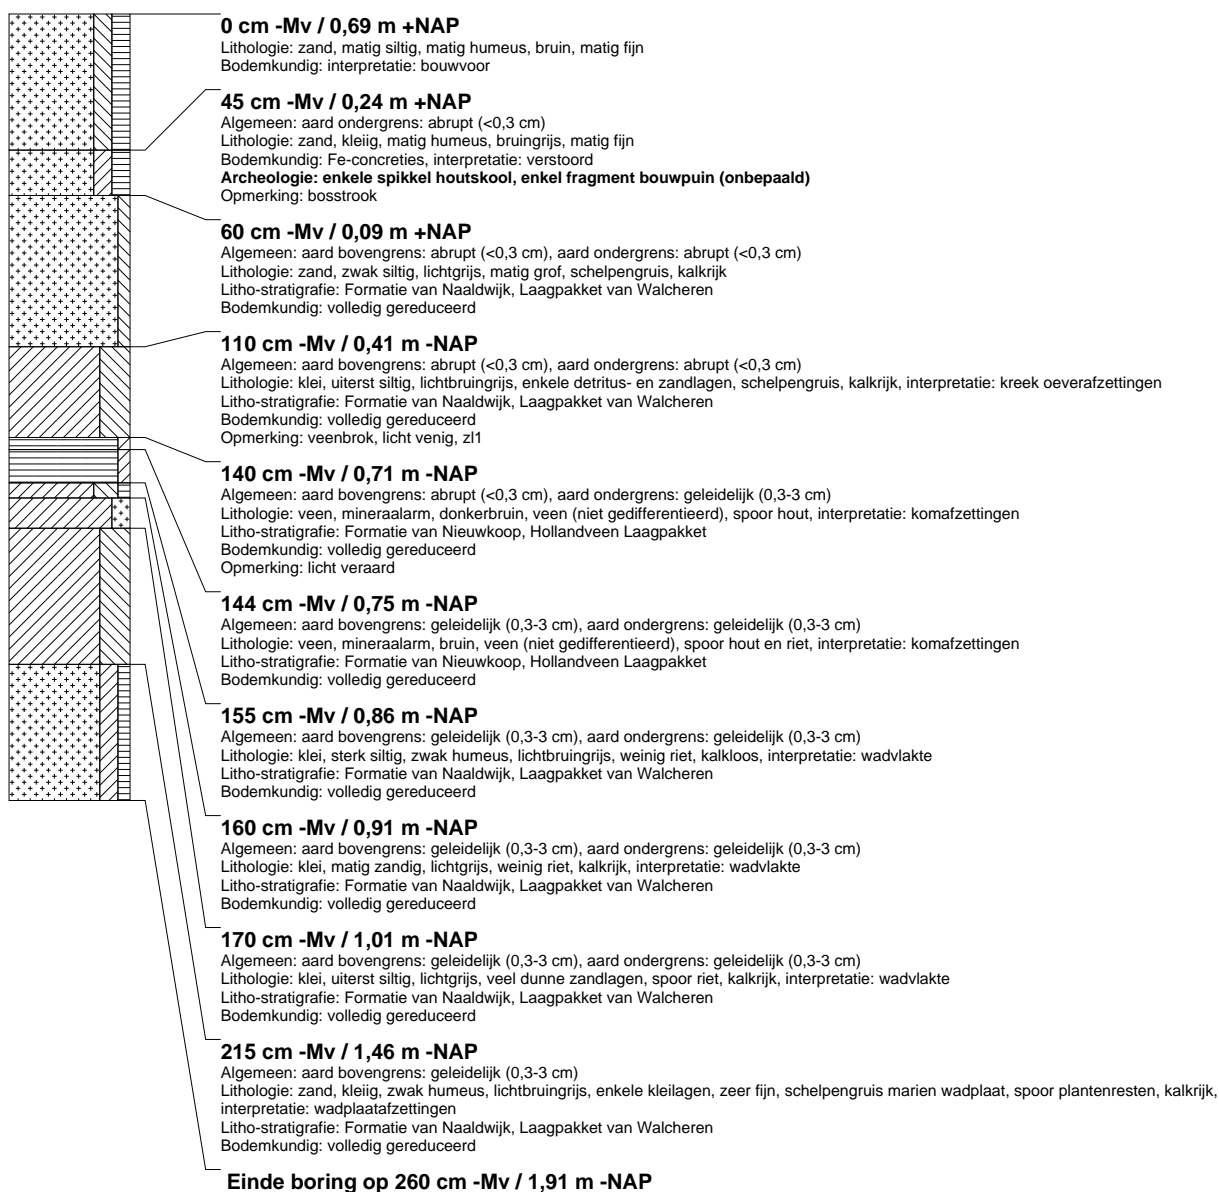 0 cm -Mv / 0,69 m +NAP
Lithologie: zand, matig siltig, matig humeus, bruin, matig fijn
Bodemkundig: interpretatie: bouwvoor
45 cm -Mv / 0,24 m +NAP
Algemeen: aard ondergrens: abrupt (<0,3 cm)
Lithologie: zand, kleiig, matig humeus, bruingrijs, matig fijn
Bodemkundig: Fe-concreties, interpretatie: verstoord
Archeologie: enkele spikkel houtskool, enkel fragment bouwpuin (onbepaald)
Opmerking: bosstrook
60 cm -Mv / 0,09 m +NAP
Algemeen: aard bovengrens: abrupt (<0,3 cm), aard ondergrens: abrupt (<0,3 cm)
Lithologie: zand, zwak siltig, lichtgrijs, matig grof, schelpengruis, kalkrijk
Litho-stratigrafie: Formatie van Naaldwijk, Laagpakket van Walcheren
Bodemkundig: volledig gereduceerd
110 cm -Mv / 0,41 m -NAP
Algemeen: aard bovengrens: abrupt (<0,3 cm), aard ondergrens: abrupt (<0,3 cm)
Lithologie: klei, uiterst siltig, lichtbruingrijs, enkele detritus- en zandlagen, schelpengruis, kalkrijk, interpretatie: kreek oeverafzettingen
Litho-stratigrafie: Formatie van Naaldwijk, Laagpakket van Walcheren
Bodemkundig: volledig gereduceerd
Opmerking: veenbrok, licht venig, zl1
140 cm -Mv / 0,71 m -NAP
Algemeen: aard bovengrens: abrupt (<0,3 cm), aard ondergrens: geleidelijk (0,3-3 cm)
Lithologie: veen, mineraalarm, donkerbruin, veen (niet gedifferentieerd), spoor hout, interpretatie: komafzettingen
Litho-stratigrafie: Formatie van Nieuwkoop, Hollandveen Laagpakket
Bodemkundig: volledig gereduceerd
Opmerking: licht veraard
144 cm -Mv / 0,75 m -NAP
Algemeen: aard bovengrens: geleidelijk (0,3-3 cm), aard ondergrens: geleidelijk (0,3-3 cm)
Lithologie: veen, mineraalarm, bruin, veen (niet gedifferentieerd), spoor hout en riet, interpretatie: komafzettingen
Litho-stratigrafie: Formatie van Nieuwkoop, Hollandveen Laagpakket
Bodemkundig: volledig gereduceerd
155 cm -Mv / 0,86 m -NAP
Algemeen: aard bovengrens: geleidelijk (0,3-3 cm), aard ondergrens: geleidelijk (0,3-3 cm)
Lithologie: klei, sterk siltig, zwak humeus, lichtbruingrijs, weinig riet, kalkloos, interpretatie: wadvlakte
Litho-stratigrafie: Formatie van Naaldwijk, Laagpakket van Walcheren
Bodemkundig: volledig gereduceerd
160 cm -Mv / 0,91 m -NAP
Algemeen: aard bovengrens: geleidelijk (0,3-3 cm), aard ondergrens: geleidelijk (0,3-3 cm)
Lithologie: klei, matig zandig, lichtgrijs, weinig riet, kalkrijk, interpretatie: wadvlakte
Litho-stratigrafie: Formatie van Naaldwijk, Laagpakket van Walcheren
Bodemkundig: volledig gereduceerd
170 cm -Mv / 1,01 m -NAP
Algemeen: aard bovengrens: geleidelijk (0,3-3 cm), aard ondergrens: geleidelijk (0,3-3 cm)
Lithologie: klei, uiterst siltig, lichtgrijs, veel dunne zandlagen, spoor riet, kalkrijk, interpretatie: wadvlakte
Litho-stratigrafie: Formatie van Naaldwijk, Laagpakket van Walcheren
Bodemkundig: volledig gereduceerd
215 cm -Mv / 1,46 m -NAP
Algemeen: aard bovengrens: geleidelijk (0,3-3 cm)
Lithologie: zand, kleiig, zwak humeus, lichtbruingrijs, enkele kleilagen, zeer fijn, schelpengruis marien wadplaat, spoor plantenresten, kalkrijk,
interpretatie: wadplaatafzettingen
Litho-stratigrafie: Formatie van Naaldwijk, Laagpakket van Walcheren
Bodemkundig: volledig gereduceerd
Einde boring op 260 cm -Mv / 1,91 m -NAP